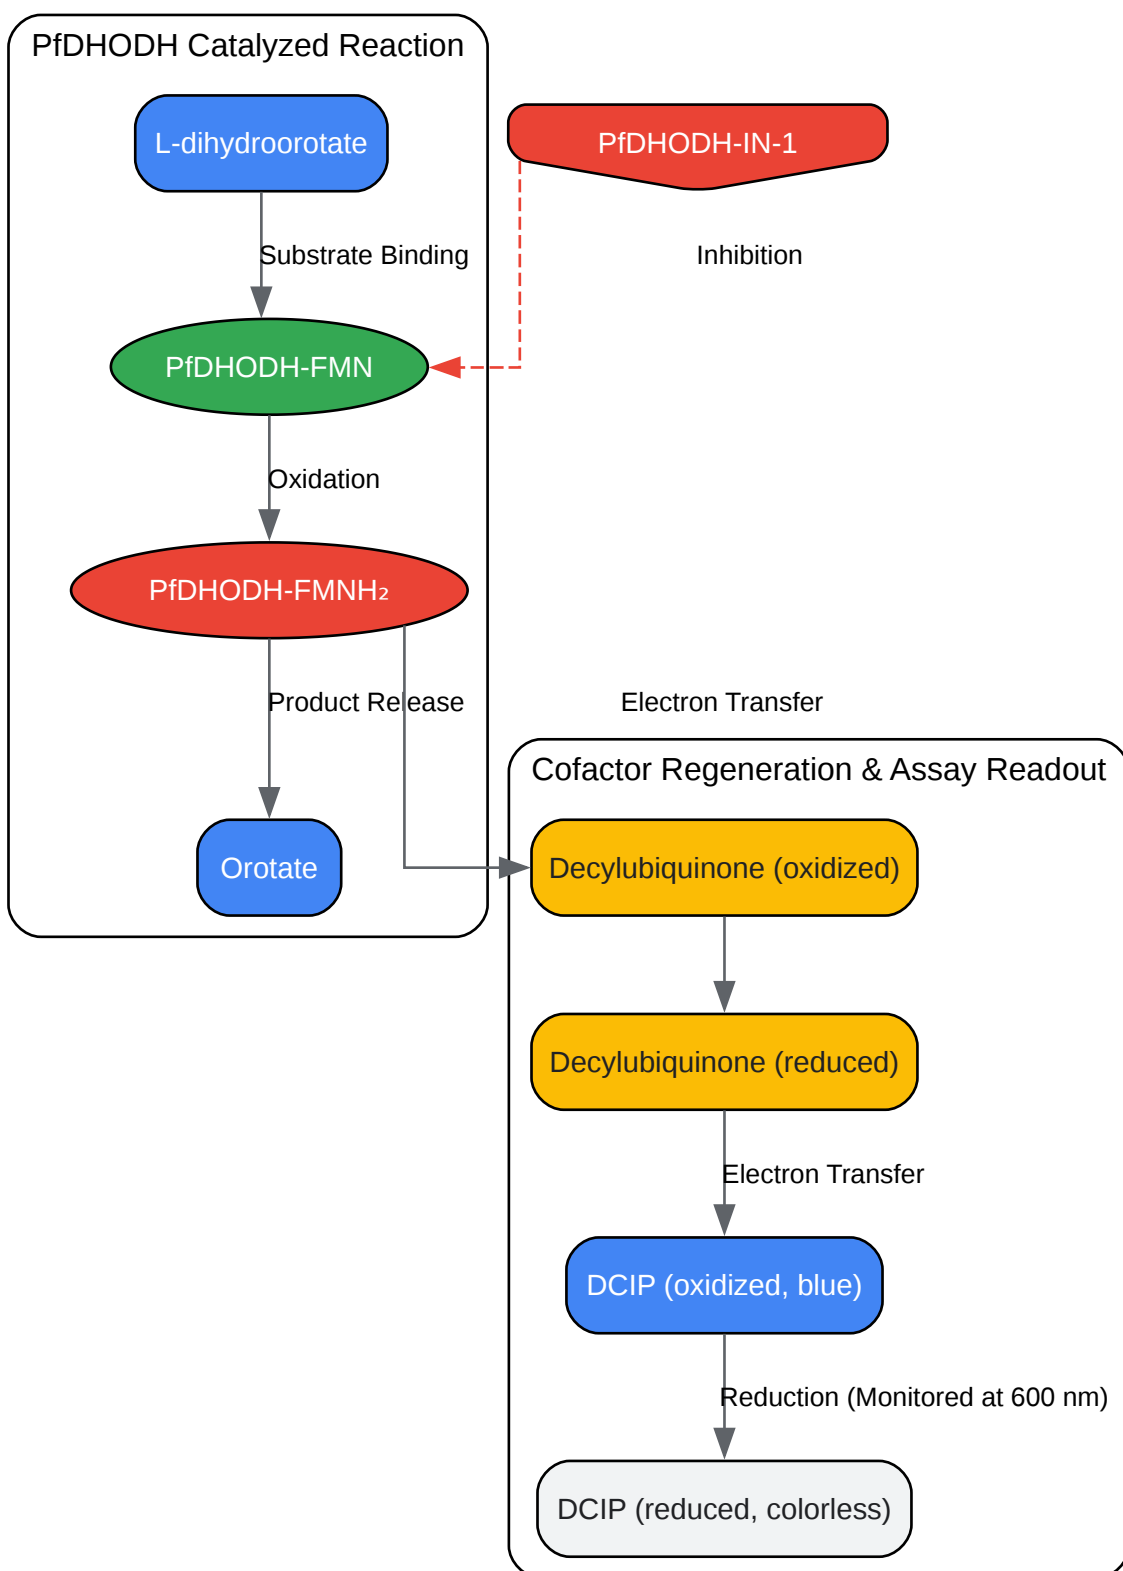 PfDHODH Catalyzed Reaction
L-dihydroorotate
PfDHODH-IN-1
Substrate Binding
Inhibition
PfDHODH-FMN
Oxidation
PfDHODH-FMNH₂
Product Release
Electron Transfer
Orotate
Cofactor Regeneration & Assay Readout
Decylubiquinone (oxidized)
Decylubiquinone (reduced)
Electron Transfer
DCIP (oxidized, blue)
Reduction (Monitored at 600 nm)
DCIP (reduced, colorless)